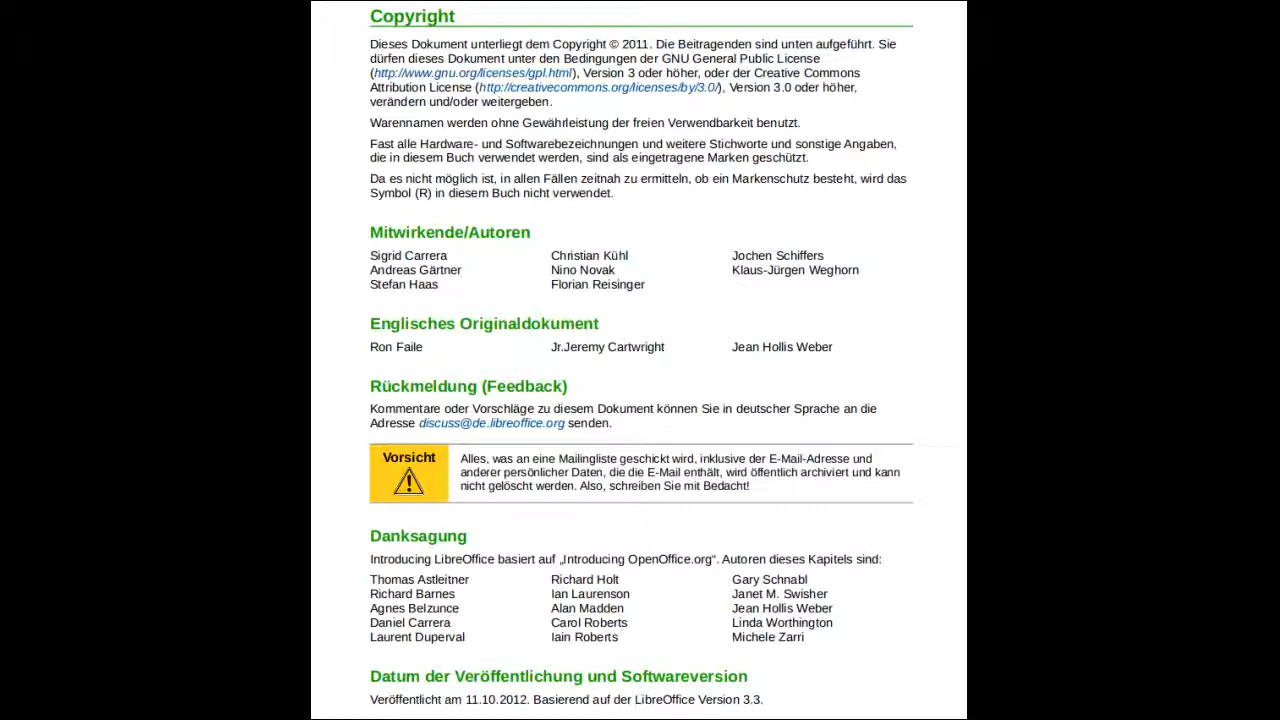 Copyright
Dieses Dokument unterliegt dem Copyright © 2011. Die Beitragenden sind unten aufgeführt. Sie
dürfen dieses Dokument unter den Bedingungen der GNU General Public License
(http://www.gnu.org/licenses/gpl.html), Version 3 oder höher, oder der Creative Commons
Attribution License (http://creativecommons.org/licenses/by/3.0/), Version 3.0 oder höher,
verändern und/oder weitergeben.
Warennamen werden ohne Gewährleistung der freien Verwendbarkeit benutzt.
Fast alle Hardware- und Softwarebezeichnungen und weitere Stichworte und sonstige Angaben,
die in diesem Buch verwendet werden, sind als eingetragene Marken geschützt.
Da es nicht möglich ist, in allen Fällen zeitnah zu ermitteln, ob ein Markenschutz besteht, wird das
Symbol (R) in diesem Buch nicht verwendet.
Mitwirkende/Autoren
Sigrid Carrera Christian Kühl Jochen Schiffers
Andreas Gärtner Nino Novak Klaus-Jürgen Weghorn
Stefan Haas Florian Reisinger
Englisches Originaldokument
Ron Faile Jr.Jeremy Cartwright Jean Hollis Weber
Rückmeldung (Feedback)
Kommentare oder Vorschläge zu diesem Dokument können Sie in deutscher Sprache an die
Adresse discuss@de.libreoffice.org senden.
Vorsicht
Alles, was an eine Mailingliste geschickt wird, inklusive der E-Mail-Adresse und
anderer persönlicher Daten, die die E-Mail enthält, wird öffentlich archiviert und kann
nicht gelöscht werden. Also, schreiben Sie mit Bedacht!
Danksagung
Introducing LibreOffice basiert auf „Introducing OpenOffice.org“. Autoren dieses Kapitels sind:
Thomas Astleitner Richard Holt Gary Schnabl
Richard Barnes Ian Laurenson Janet M. Swisher
Agnes Belzunce Alan Madden Jean Hollis Weber
Daniel Carrera Carol Roberts Linda Worthington
Laurent Duperval Iain Roberts Michele Zarri
Datum der Veröffentlichung und Softwareversion
Veröffentlicht am 11.10.2012. Basierend auf der LibreOffice Version 3.3.